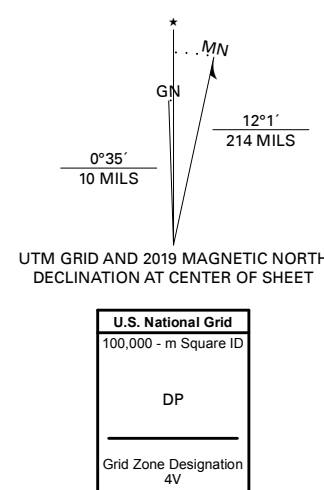 ★
MN
GN
12°1´
214 MILS
0°35´
10 MILS
UTM GRID AND 2019 MAGNETIC NORTH
DECLINATION AT CENTER OF SHEET
U.S. National Grid
100,000 - m Square ID
DP
Grid Zone Designation
4V